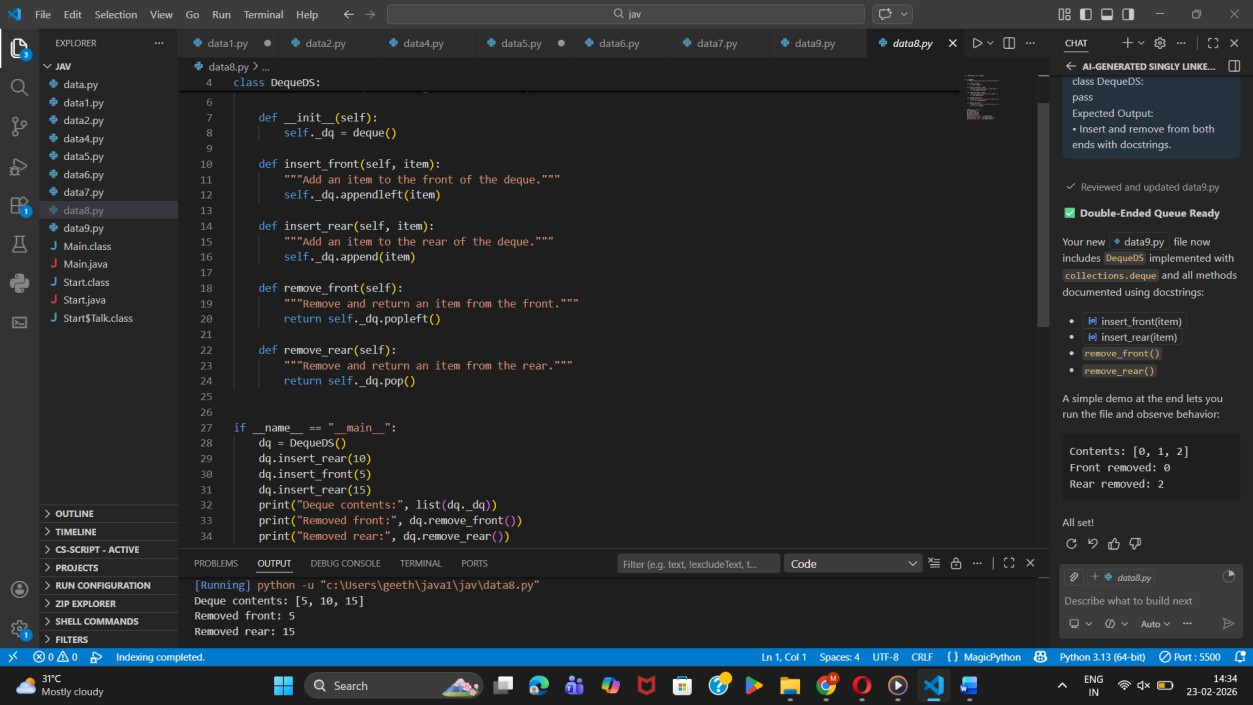 File Edit Selection View Go Run Terminal Help
jav
EXPLORER
JAV
data.py
data1.py
data2.py
data4.py
data5.py
data6.py
data7.py
data8.py
data9.py
Main.class
Main.java
Start.class
Start.java
Start$Talk.class
OUTLINE
TIMELINE
CS-SCRIPT - ACTIVE
PROJECTS
RUN CONFIGURATION
ZIP EXPLORER
SHELL COMMANDS
FILTERS
data1.py data2.py data4.py data5.py data6.py data7.py data9.py data8.py
data8.py > ...
4 class DequeDS:
6
7 def __init__(self):
8 self._dq = deque()
9
10 def insert_front(self, item):
11 """Add an item to the front of the deque."""
12 self._dq.appendleft(item)
13
14 def insert_rear(self, item):
15 """Add an item to the rear of the deque."""
16 self._dq.append(item)
17
18 def remove_front(self):
19 """Remove and return an item from the front."""
20 return self._dq.popleft()
21
22 def remove_rear(self):
23 """Remove and return an item from the rear."""
24 return self._dq.pop()
25
26
27 if __name__ == "__main__":
28 dq = DequeDS()
29 dq.insert_rear(10)
30 dq.insert_front(5)
31 dq.insert_rear(15)
32 print("Deque contents:", list(dq._dq))
33 print("Removed front:", dq.remove_front())
34 print("Removed rear:", dq.remove_rear())
PROBLEMS OUTPUT DEBUG CONSOLE TERMINAL PORTS
Filter (e.g. text, !excludeText, t...
Code
[Running] python -u "c:\Users\geeth\java1\jav\data8.py"
Deque contents: [5, 10, 15]
Removed front: 5
Removed rear: 15
CHAT
AI-GENERATED SINGLY LINKE...
class DequeDS:
pass
Expected Output:
• Insert and remove from both
ends with docstrings.
Reviewed and updated data9.py
Double-Ended Queue Ready
Your new data9.py file now
includes DequeDS implemented with
collections.deque and all methods
documented using docstrings:
• insert_front(item)
• insert_rear(item)
• remove_front()
• remove_rear()
A simple demo at the end lets you
run the file and observe behavior:
Contents: [0, 1, 2]
Front removed: 0
Rear removed: 2
All set!
data8.py
Describe what to build next
Auto
3
1
1
0 0 Indexing completed.
Ln 1, Col 1 Spaces: 4 UTF-8 CRLF { } MagicPython Python 3.13 (64-bit) Port : 5500
31°C
Mostly cloudy
Search
ENG
IN
14:34
23-02-2026